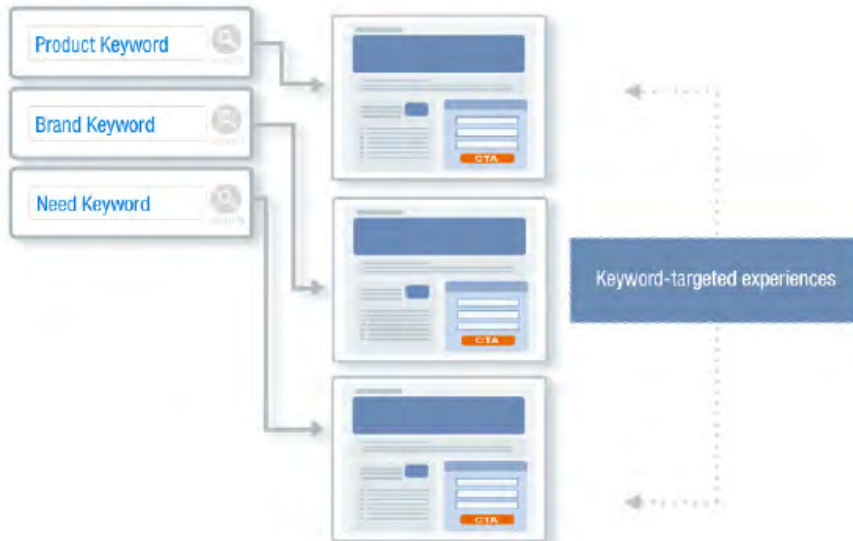 Product Keyword
Brand Keyword
Need Keyword
CTA
CTA
Keyword-targeted experiences
CTA